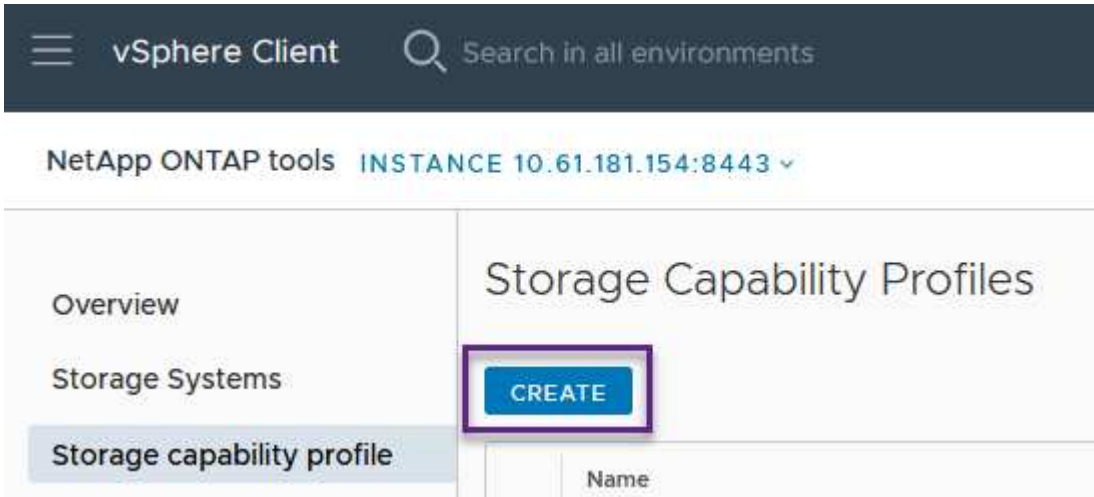 vSphere Client
Search in all environments
NetApp ONTAP tools INSTANCE 10.61.181.154:8443
Overview
Storage Systems
Storage capability profile
Storage Capability Profiles
CREATE
Name